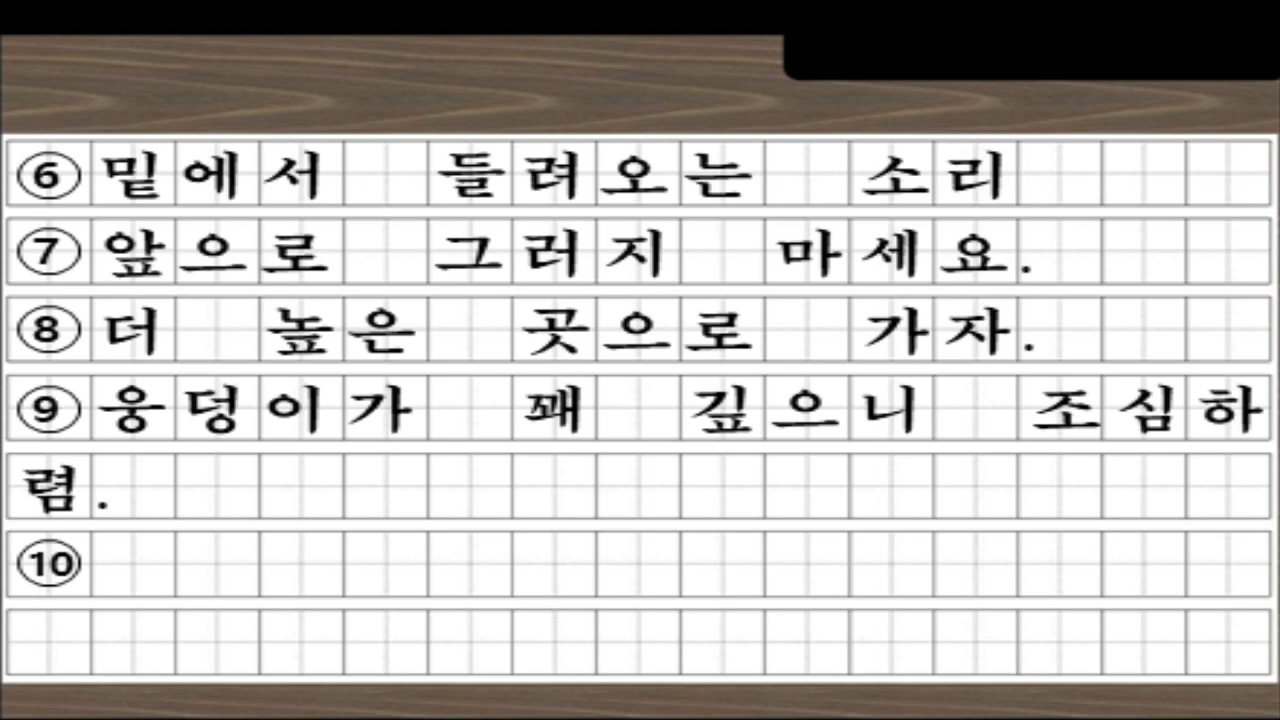 ⑥밑에서 들려오는 소리
⑦앞으로 그러지 마세요.
⑧더 높은 곳으로 가자.
⑨웅덩이가 꽤 깊으니 조심하
렴.
⑩